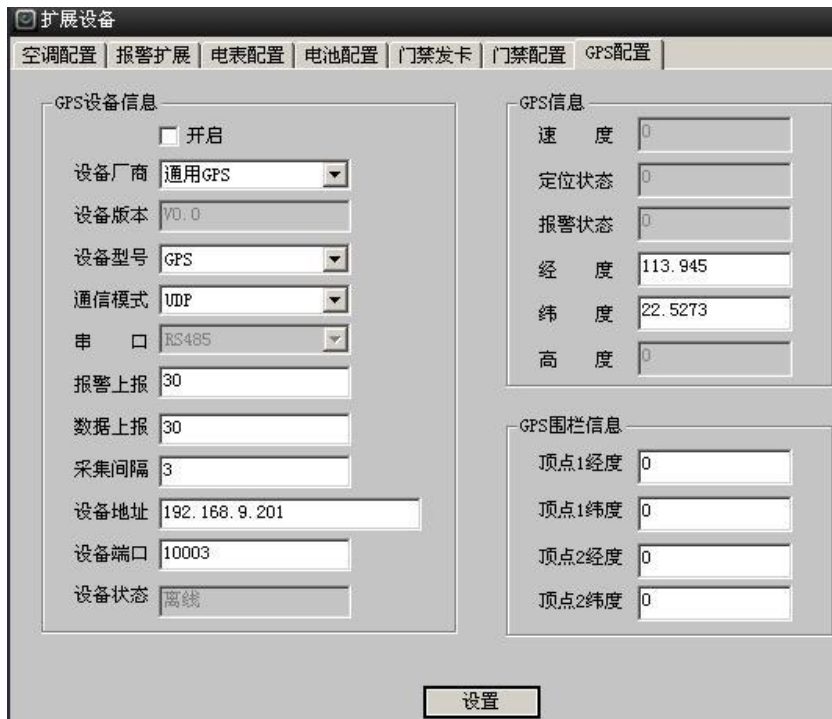 扩展设备
空调配置 报警扩展 电表配置 电池配置 门禁发卡 门禁配置 GPS配置
GPS设备信息
开启
设备厂商 通用GPS
设备版本 V0.0
设备型号 GPS
通信模式 UDP
串 口 RS485
报警上报 30
数据上报 30
采集间隔 3
设备地址 192.168.9.201
设备端口 10003
设备状态 离线
GPS信息
速 度 0
定位状态 0
报警状态 0
经 度 113.945
纬 度 22.5273
高 度 0
GPS围栏信息
顶点1经度 0
顶点1纬度 0
顶点2经度 0
顶点2纬度 0
设置